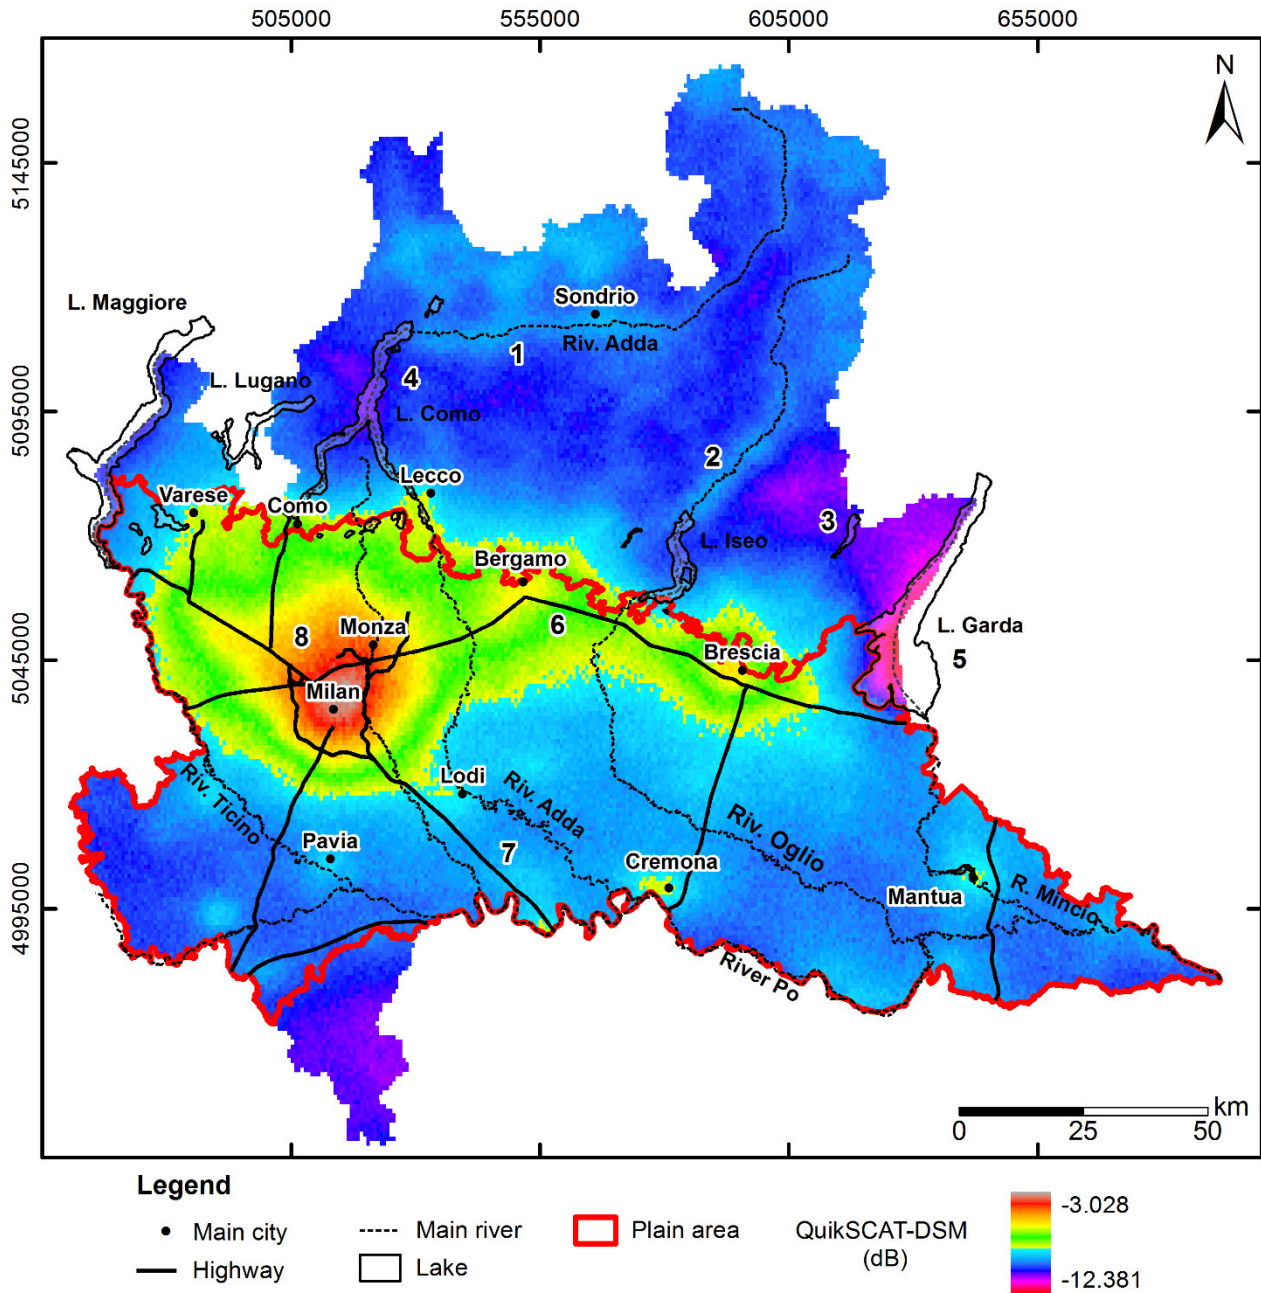 505000 555000 605000 655000
N
5145000
5095000
5045000
4995000
L. Maggiore
L. Lugano
Sondrio
Riv. Adda
1
4
L. Como
2
Varese
Como
Lecco
3
L. Iseo
Bergamo
L. Garda
5
8
Monza
6
Brescia
Milan
Riv. Ticino
Lodi
Riv. Adda
Riv. Oglio
Pavia
7
Cremona
Mantua
R. Mincio
River Po
km
0 25 50
Legend
Main city
Main river
Plain area
Highway
Lake
QuikSCAT-DSM
(dB)
-3.028
-12.381